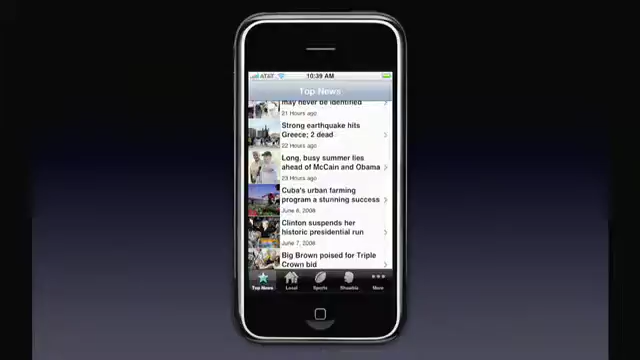 AT&T
10:39 AM
Top News
may never be identified
21 Hours ago
Strong earthquake hits
Greece; 2 dead
22 Hours ago
Long, busy summer lies
ahead of McCain and Obama
23 Hours ago
Cuba's urban farming
program a stunning success
June 8, 2008
Clinton suspends her
historic presidential run
June 7, 2008
Big Brown poised for Triple
Crown bid
Top News
Local
Sports
Showbiz
More